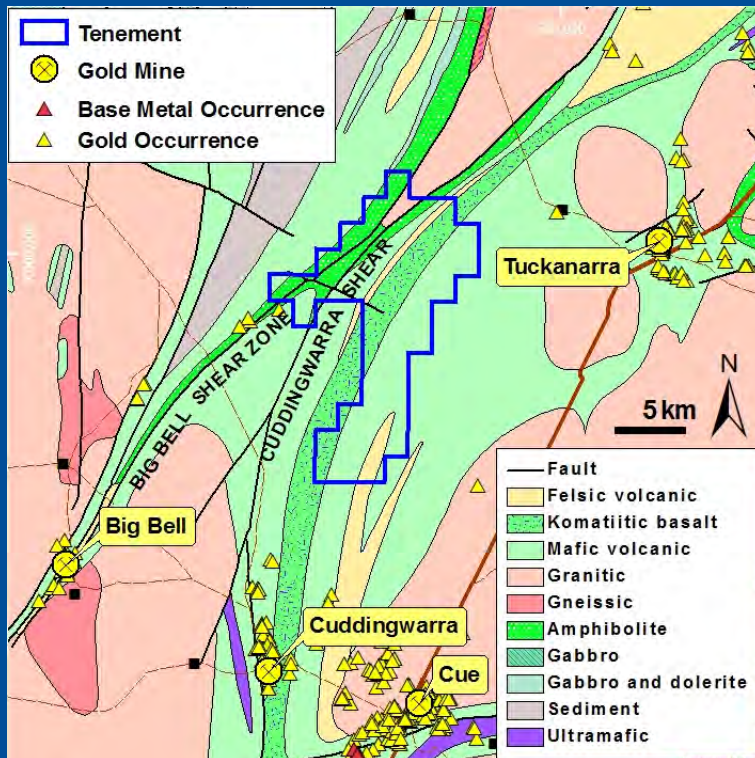 Tenement
Gold Mine
Base Metal Occurrence
Gold Occurrence
Tuckanarra
BIG BELL SHEAR ZONE
CUDDINGWARRA SHEAR
N
5 km
Big Bell
Cuddingwarra
Cue
Fault
Felsic volcanic
Komatiitic basalt
Mafic volcanic
Granitic
Gneissic
Amphibolite
Gabbro
Gabbro and dolerite
Sediment
Ultramafic